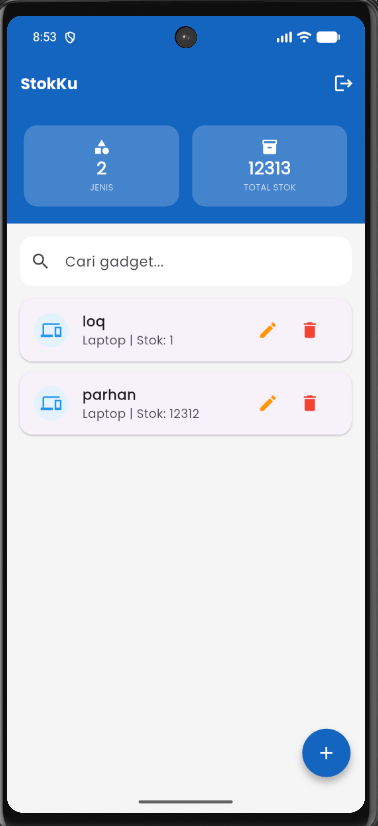 8:53
StokKu
2
JENIS
12313
TOTAL STOK
Cari gadget...
loq
Laptop | Stok: 1
parhan
Laptop | Stok: 12312